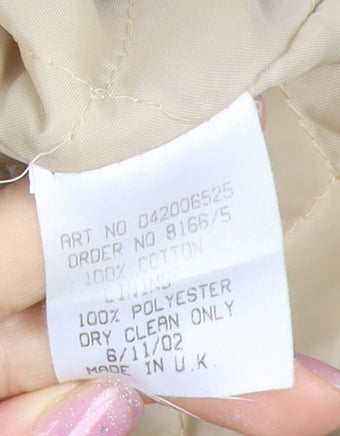 ART NO 042006525
ORDER NO 8166/5
100% COTTON
LINING
100% POLYESTER
DRY CLEAN ONLY
6/11/02
MADE IN U.K.